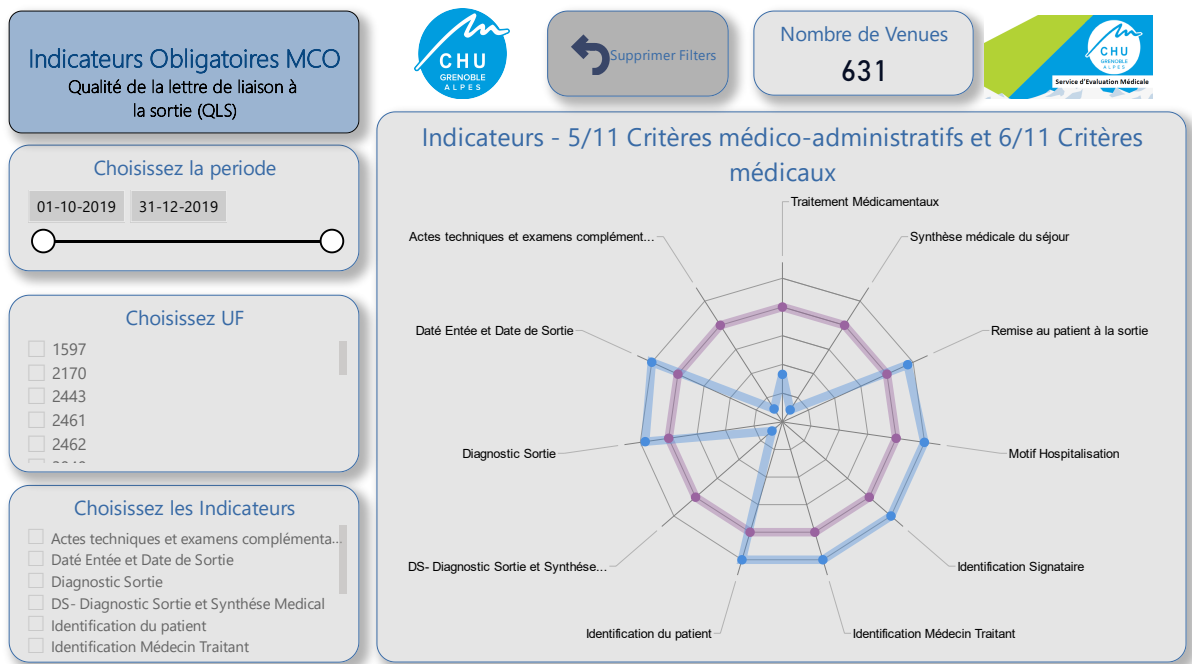 Indicateurs Obligatoires MCO
Qualité de la lettre de liaison à
la sortie (QLS)
CHU
GRENOBLE
ALPES
Supprimer Filters
Nombre de Venues
631
CHU
GRENOBLE
ALPES
Service d'Evaluation Médicale
Choisissez la periode
01-10-2019 31-12-2019
Choisissez UF
1597
2170
2443
2461
2462
Choisissez les Indicateurs
Actes techniques et examens complémenta...
Daté Entée et Date de Sortie
Diagnostic Sortie
DS- Diagnostic Sortie et Synthése Medical
Identification du patient
Identification Médecin Traitant
Indicateurs - 5/11 Critères médico-administratifs et 6/11 Critères
médicaux
Traitement Médicamentaux
Actes techniques et examens complément...
Synthèse médicale du séjour
Daté Entée et Date de Sortie
Remise au patient à la sortie
Diagnostic Sortie
Motif Hospitalisation
DS- Diagnostic Sortie et Synthése...
Identification Signataire
Identification du patient
Identification Médecin Traitant